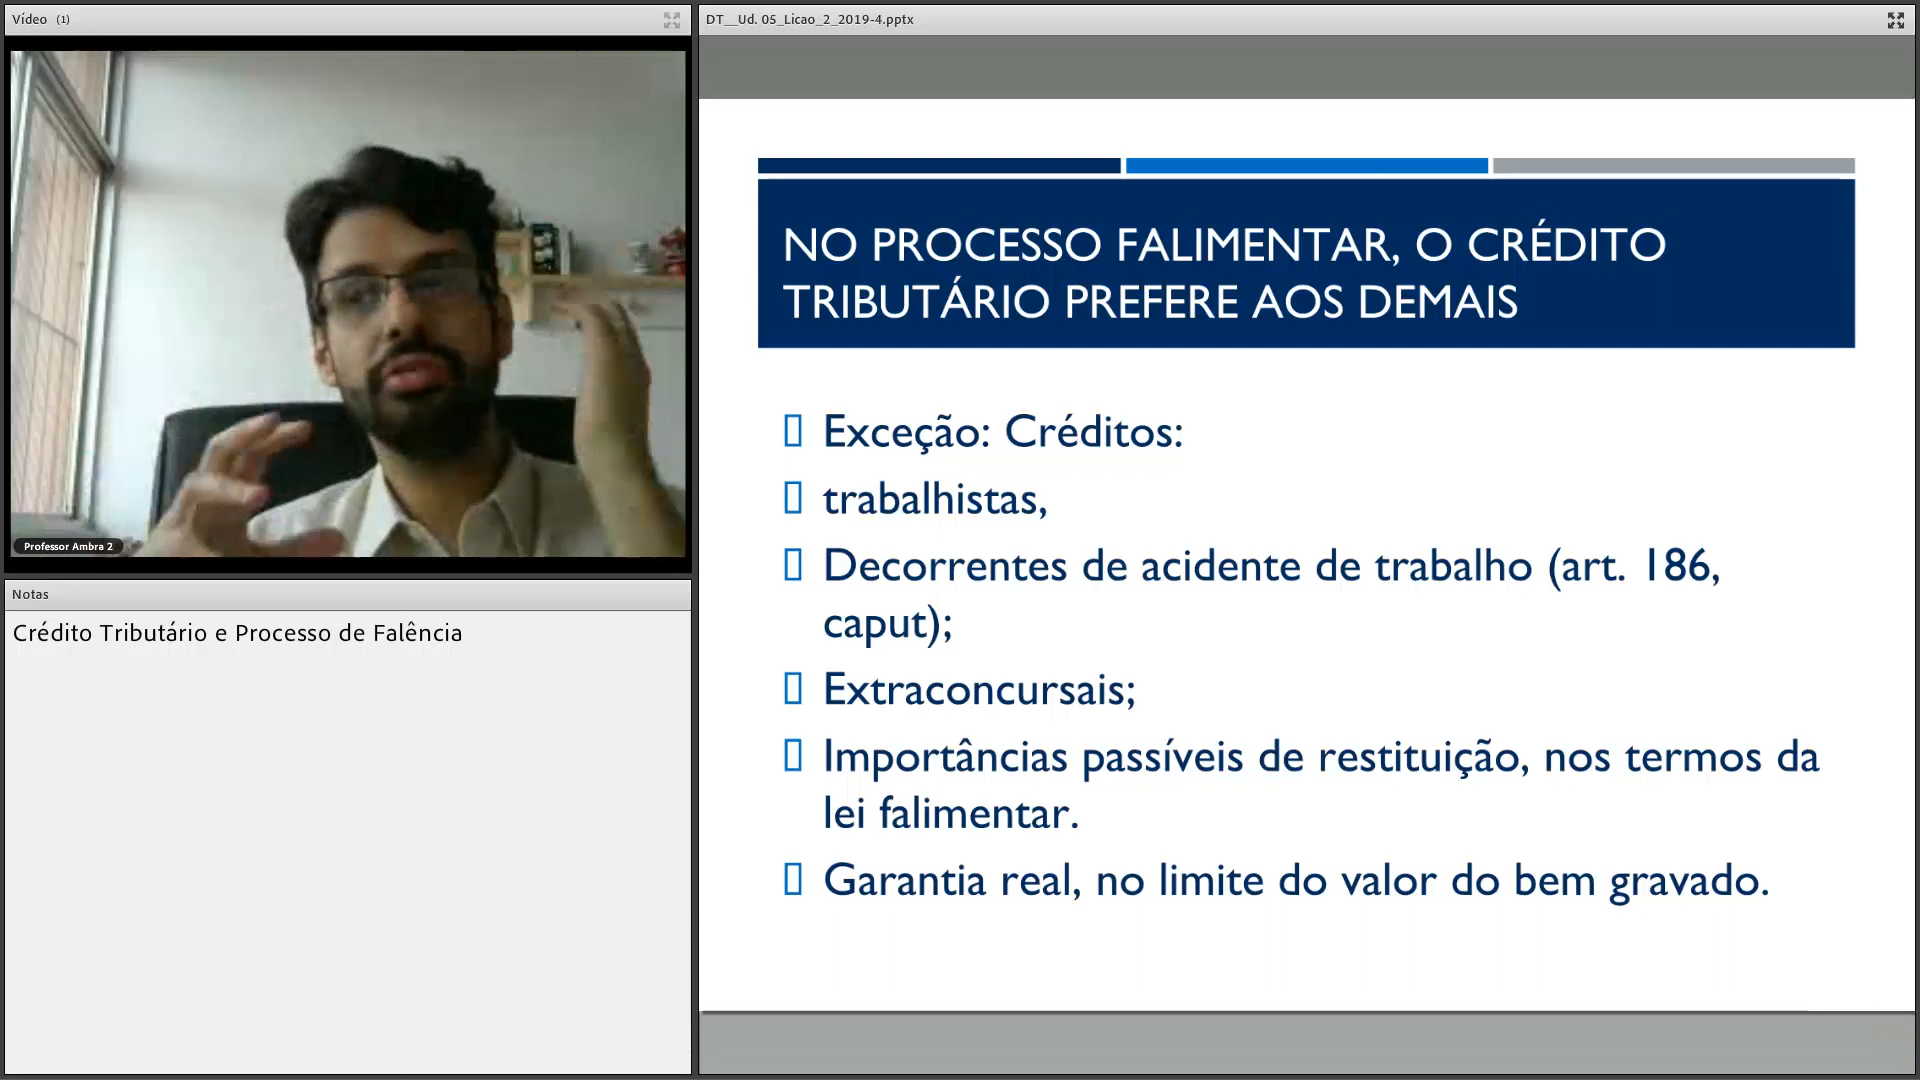 Vídeo (1)
Professor Ambra 2
Notas
Crédito Tributário e Processo de Falência
DT__Ud. 05_Licao_2_2019-4.pptx
NO PROCESSO FALIMENTAR, O CRÉDITO
TRIBUTÁRIO PREFERE AOS DEMAIS
Exceção: Créditos:
trabalhistas,
Decorrentes de acidente de trabalho (art. 186,
caput);
Extraconcursais;
Importâncias passíveis de restituição, nos termos da
lei falimentar.
Garantia real, no limite do valor do bem gravado.